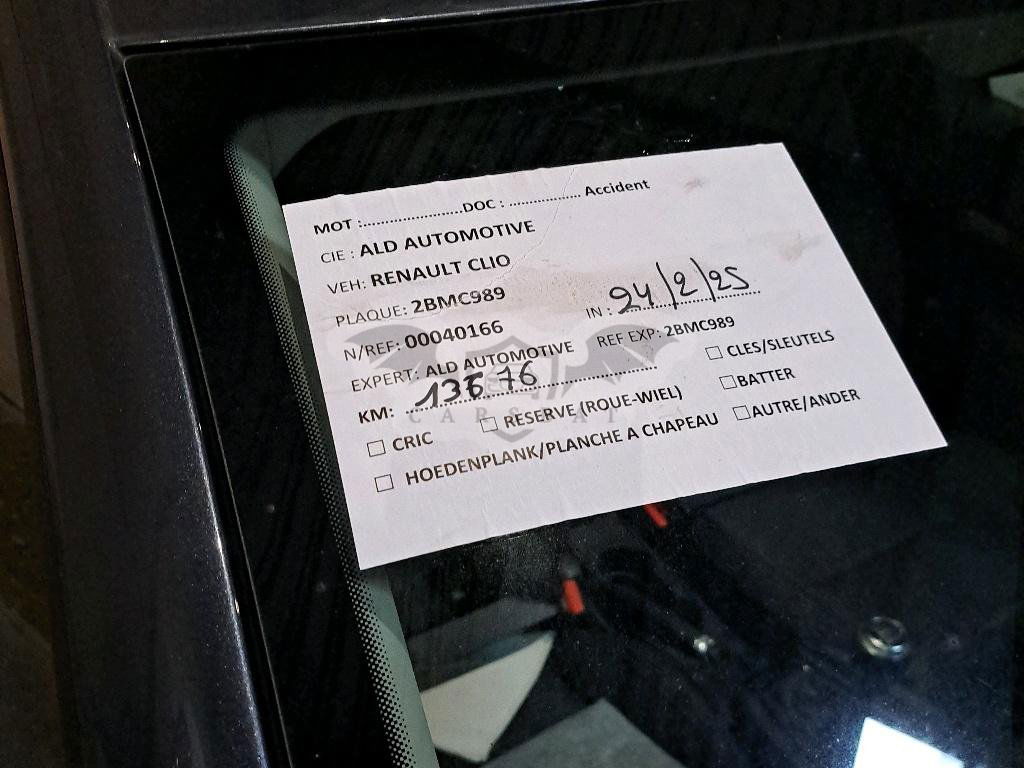 MOT :.......................DOC : .................. Accident
CIE : ALD AUTOMOTIVE
VEH: RENAULT CLIO
PLAQUE: 2BMC989 IN : 24/2/25
N/REF: 00040166 REF EXP: 2BMC989
EXPERT: ALD AUTOMOTIVE ☐ CLES/SLEUTELS
KM: 13676 ☐BATTER
☐ CRIC ☐ RESERVE (ROUE-WIEL) ☐AUTRE/ANDER
☐ HOEDENPLANK/PLANCHE A CHAPEAU